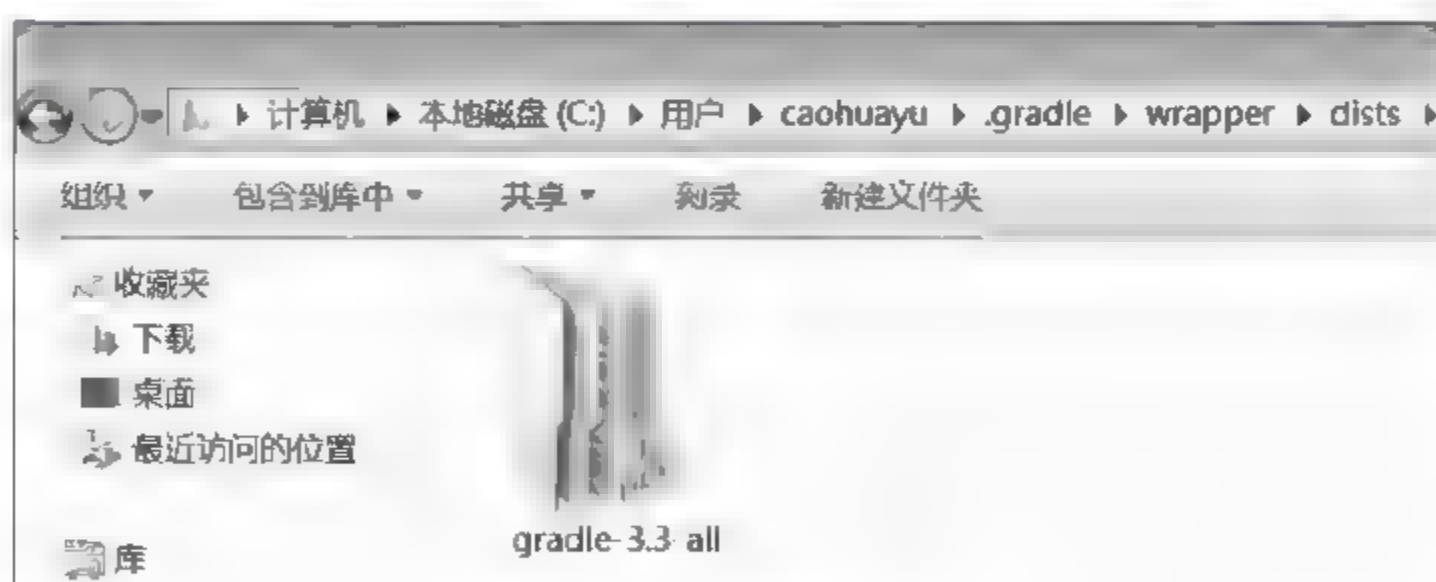 计算机 ▸ 本地磁盘 (C:) ▸ 用户 ▸ caohuayu ▸ .gradle ▸ wrapper ▸ dists ▸
组织 包含到库中 共享 刻录 新建文件夹
收藏夹
下载
桌面
最近访问的位置
gradle-3.3-all
库